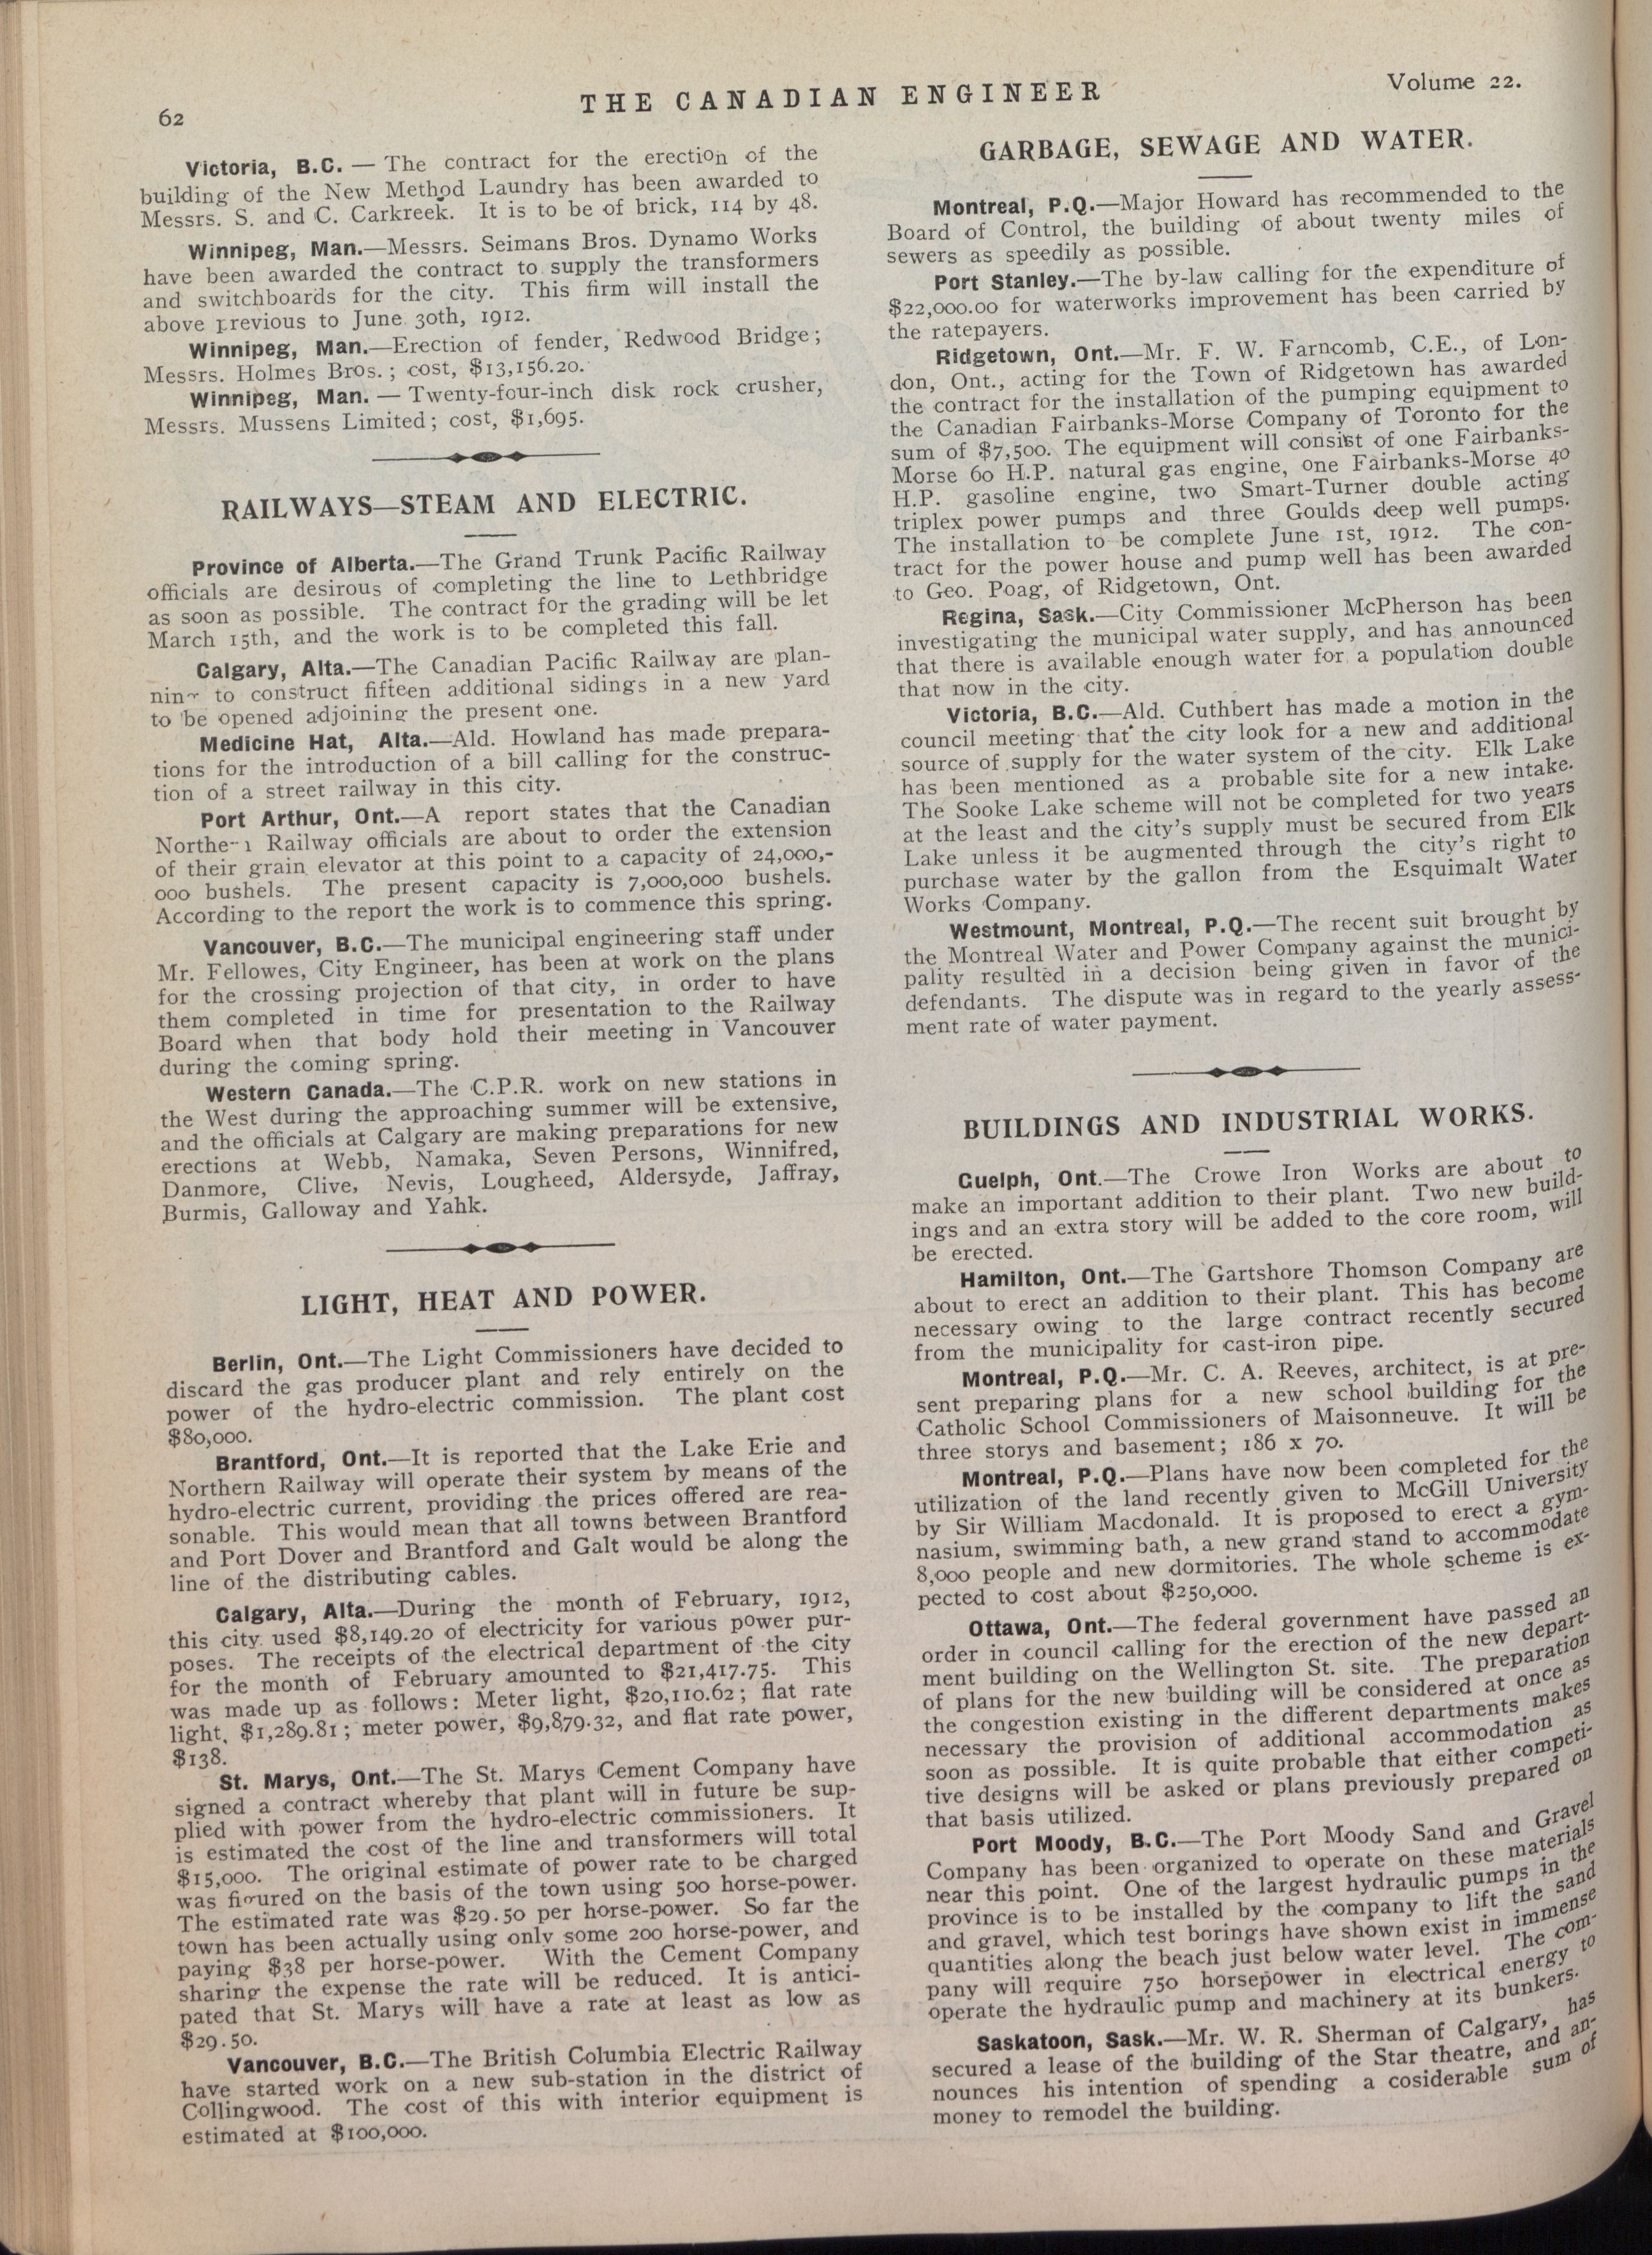 62
THE CANADIAN ENGINEER
Volume 22.
Victoria, B.C. — The contract for the erection of the
building of the New Method Laundry has been awarded to
Messrs. S. and C. Carkreek. It is to be of brick, 114 by 48.
Winnipeg, Man.—Messrs. Seimans Bros. Dynamo Works
have been awarded the contract to supply the transformers
and switchboards for the city. This firm will install the
above previous to June 30th, 1912.
Winnipeg, Man.—Erection of fender, Redwood Bridge;
Messrs. Holmes Bros.; cost, $13,156.20.
Winnipeg, Man. — Twenty-four-inch disk rock crusher,
Messrs. Mussens Limited; cost, $1,695.
RAILWAYS—STEAM AND ELECTRIC.
Province of Alberta.—The Grand Trunk Pacific Railway
officials are desirous of completing the line to Lethbridge
as soon as possible. The contract for the grading will be let
March 15th, and the work is to be completed this fall.
Calgary, Alta.—The Canadian Pacific Railway are plan-
ning to construct fifteen additional sidings in a new yard
to be opened adjoining the present one.
Medicine Hat, Alta.—Ald. Howland has made prepara-
tions for the introduction of a bill calling for the construc-
tion of a street railway in this city.
Port Arthur, Ont.—A report states that the Canadian
Northern Railway officials are about to order the extension
of their grain elevator at this point to a capacity of 24,000,-
000 bushels. The present capacity is 7,000,000 bushels.
According to the report the work is to commence this spring.
Vancouver, B.C.—The municipal engineering staff under
Mr. Fellowes, City Engineer, has been at work on the plans
for the crossing projection of that city, in order to have
them completed in time for presentation to the Railway
Board when that body hold their meeting in Vancouver
during the coming spring.
Western Canada.—The C.P.R. work on new stations in
the West during the approaching summer will be extensive,
and the officials at Calgary are making preparations for new
erections at Webb, Namaka, Seven Persons, Winnifred,
Danmore, Clive, Nevis, Lougheed, Aldersyde, Jaffray,
Burmis, Galloway and Yahk.
LIGHT, HEAT AND POWER.
Berlin, Ont.—The Light Commissioners have decided to
discard the gas producer plant and rely entirely on the
power of the hydro-electric commission. The plant cost
$80,000.
Brantford, Ont.—It is reported that the Lake Erie and
Northern Railway will operate their system by means of the
hydro-electric current, providing the prices offered are rea-
sonable. This would mean that all towns between Brantford
and Port Dover and Brantford and Galt would be along the
line of the distributing cables.
Calgary, Alta.—During the month of February, 1912,
this city used $8,149.20 of electricity for various power pur-
poses. The receipts of the electrical department of the city
for the month of February amounted to $21,417.75. This
was made up as follows: Meter light, $20,110.62; flat rate
light, $1,289.81; meter power, $9,879.32, and flat rate power,
$138.
St. Marys, Ont.—The St. Marys Cement Company have
signed a contract whereby that plant will in future be sup-
plied with power from the hydro-electric commissioners. It
is estimated the cost of the line and transformers will total
$15,000. The original estimate of power rate to be charged
was figured on the basis of the town using 500 horse-power.
The estimated rate was $29.50 per horse-power. So far the
town has been actually using only some 200 horse-power, and
paying $38 per horse-power. With the Cement Company
sharing the expense the rate will be reduced. It is antici-
pated that St. Marys will have a rate at least as low as
$29.50.
Vancouver, B.C.—The British Columbia Electric Railway
have started work on a new sub-station in the district of
Collingwood. The cost of this with interior equipment is
estimated at $100,000.
GARBAGE, SEWAGE AND WATER.
Montreal, P.Q.—Major Howard has recommended to the
Board of Control, the building of about twenty miles of
sewers as speedily as possible.
Port Stanley.—The by-law calling for the expenditure of
$22,000.00 for waterworks improvement has been carried by
the ratepayers.
Ridgetown, Ont.—Mr. F. W. Farncomb, C.E., of Lon-
don, Ont., acting for the Town of Ridgetown has awarded
the contract for the installation of the pumping equipment to
the Canadian Fairbanks-Morse Company of Toronto for the
sum of $7,500. The equipment will consist of one Fairbanks-
Morse 60 H.P. natural gas engine, one Fairbanks-Morse 40
H.P. gasoline engine, two Smart-Turner double acting
triplex power pumps and three Goulds deep well pumps.
The installation to be complete June 1st, 1912. The con-
tract for the power house and pump well has been awarded
to Geo. Poag, of Ridgetown, Ont.
Regina, Sask.—City Commissioner McPherson has been
investigating the municipal water supply, and has announced
that there is available enough water for a population double
that now in the city.
Victoria, B.C.—Ald. Cuthbert has made a motion in the
council meeting that the city look for a new and additional
source of supply for the water system of the city. Elk Lake
has been mentioned as a probable site for a new intake.
The Sooke Lake scheme will not be completed for two years
at the least and the city's supply must be secured from Elk
Lake unless it be augmented through the city's right to
purchase water by the gallon from the Esquimalt Water
Works Company.
Westmount, Montreal, P.Q.—The recent suit brought by
the Montreal Water and Power Company against the munici-
pality resulted in a decision being given in favor of the
defendants. The dispute was in regard to the yearly assess-
ment rate of water payment.
BUILDINGS AND INDUSTRIAL WORKS.
Guelph, Ont.—The Crowe Iron Works are about to
make an important addition to their plant. Two new build-
ings and an extra story will be added to the core room, will
be erected.
Hamilton, Ont.—The Gartshore Thomson Company are
about to erect an addition to their plant. This has become
necessary owing to the large contract recently secured
from the municipality for cast-iron pipe.
Montreal, P.Q.—Mr. C. A. Reeves, architect, is at pre-
sent preparing plans for a new school building for the
Catholic School Commissioners of Maisonneuve. It will be
three storys and basement; 186 x 70.
Montreal, P.Q.—Plans have now been completed for the
utilization of the land recently given to McGill University
by Sir William Macdonald. It is proposed to erect a gym-
nasium, swimming bath, a new grand stand to accommodate
8,000 people and new dormitories. The whole scheme is ex-
pected to cost about $250,000.
Ottawa, Ont.—The federal government have passed an
order in council calling for the erection of the new depart-
ment building on the Wellington St. site. The preparation
of plans for the new building will be considered at once as
the congestion existing in the different departments makes
necessary the provision of additional accommodation as
soon as possible. It is quite probable that either competi-
tive designs will be asked or plans previously prepared on
that basis utilized.
Port Moody, B.C.—The Port Moody Sand and Gravel
Company has been organized to operate on these materials
near this point. One of the largest hydraulic pumps in the
province is to be installed by the company to lift the sand
and gravel, which test borings have shown exist in immense
quantities along the beach just below water level. The com-
pany will require 750 horsepower in electrical energy to
operate the hydraulic pump and machinery at its bunkers.
Saskatoon, Sask.—Mr. W. R. Sherman of Calgary, has
secured a lease of the building of the Star theatre, and an-
nounces his intention of spending a cosiderable sum of
money to remodel the building.